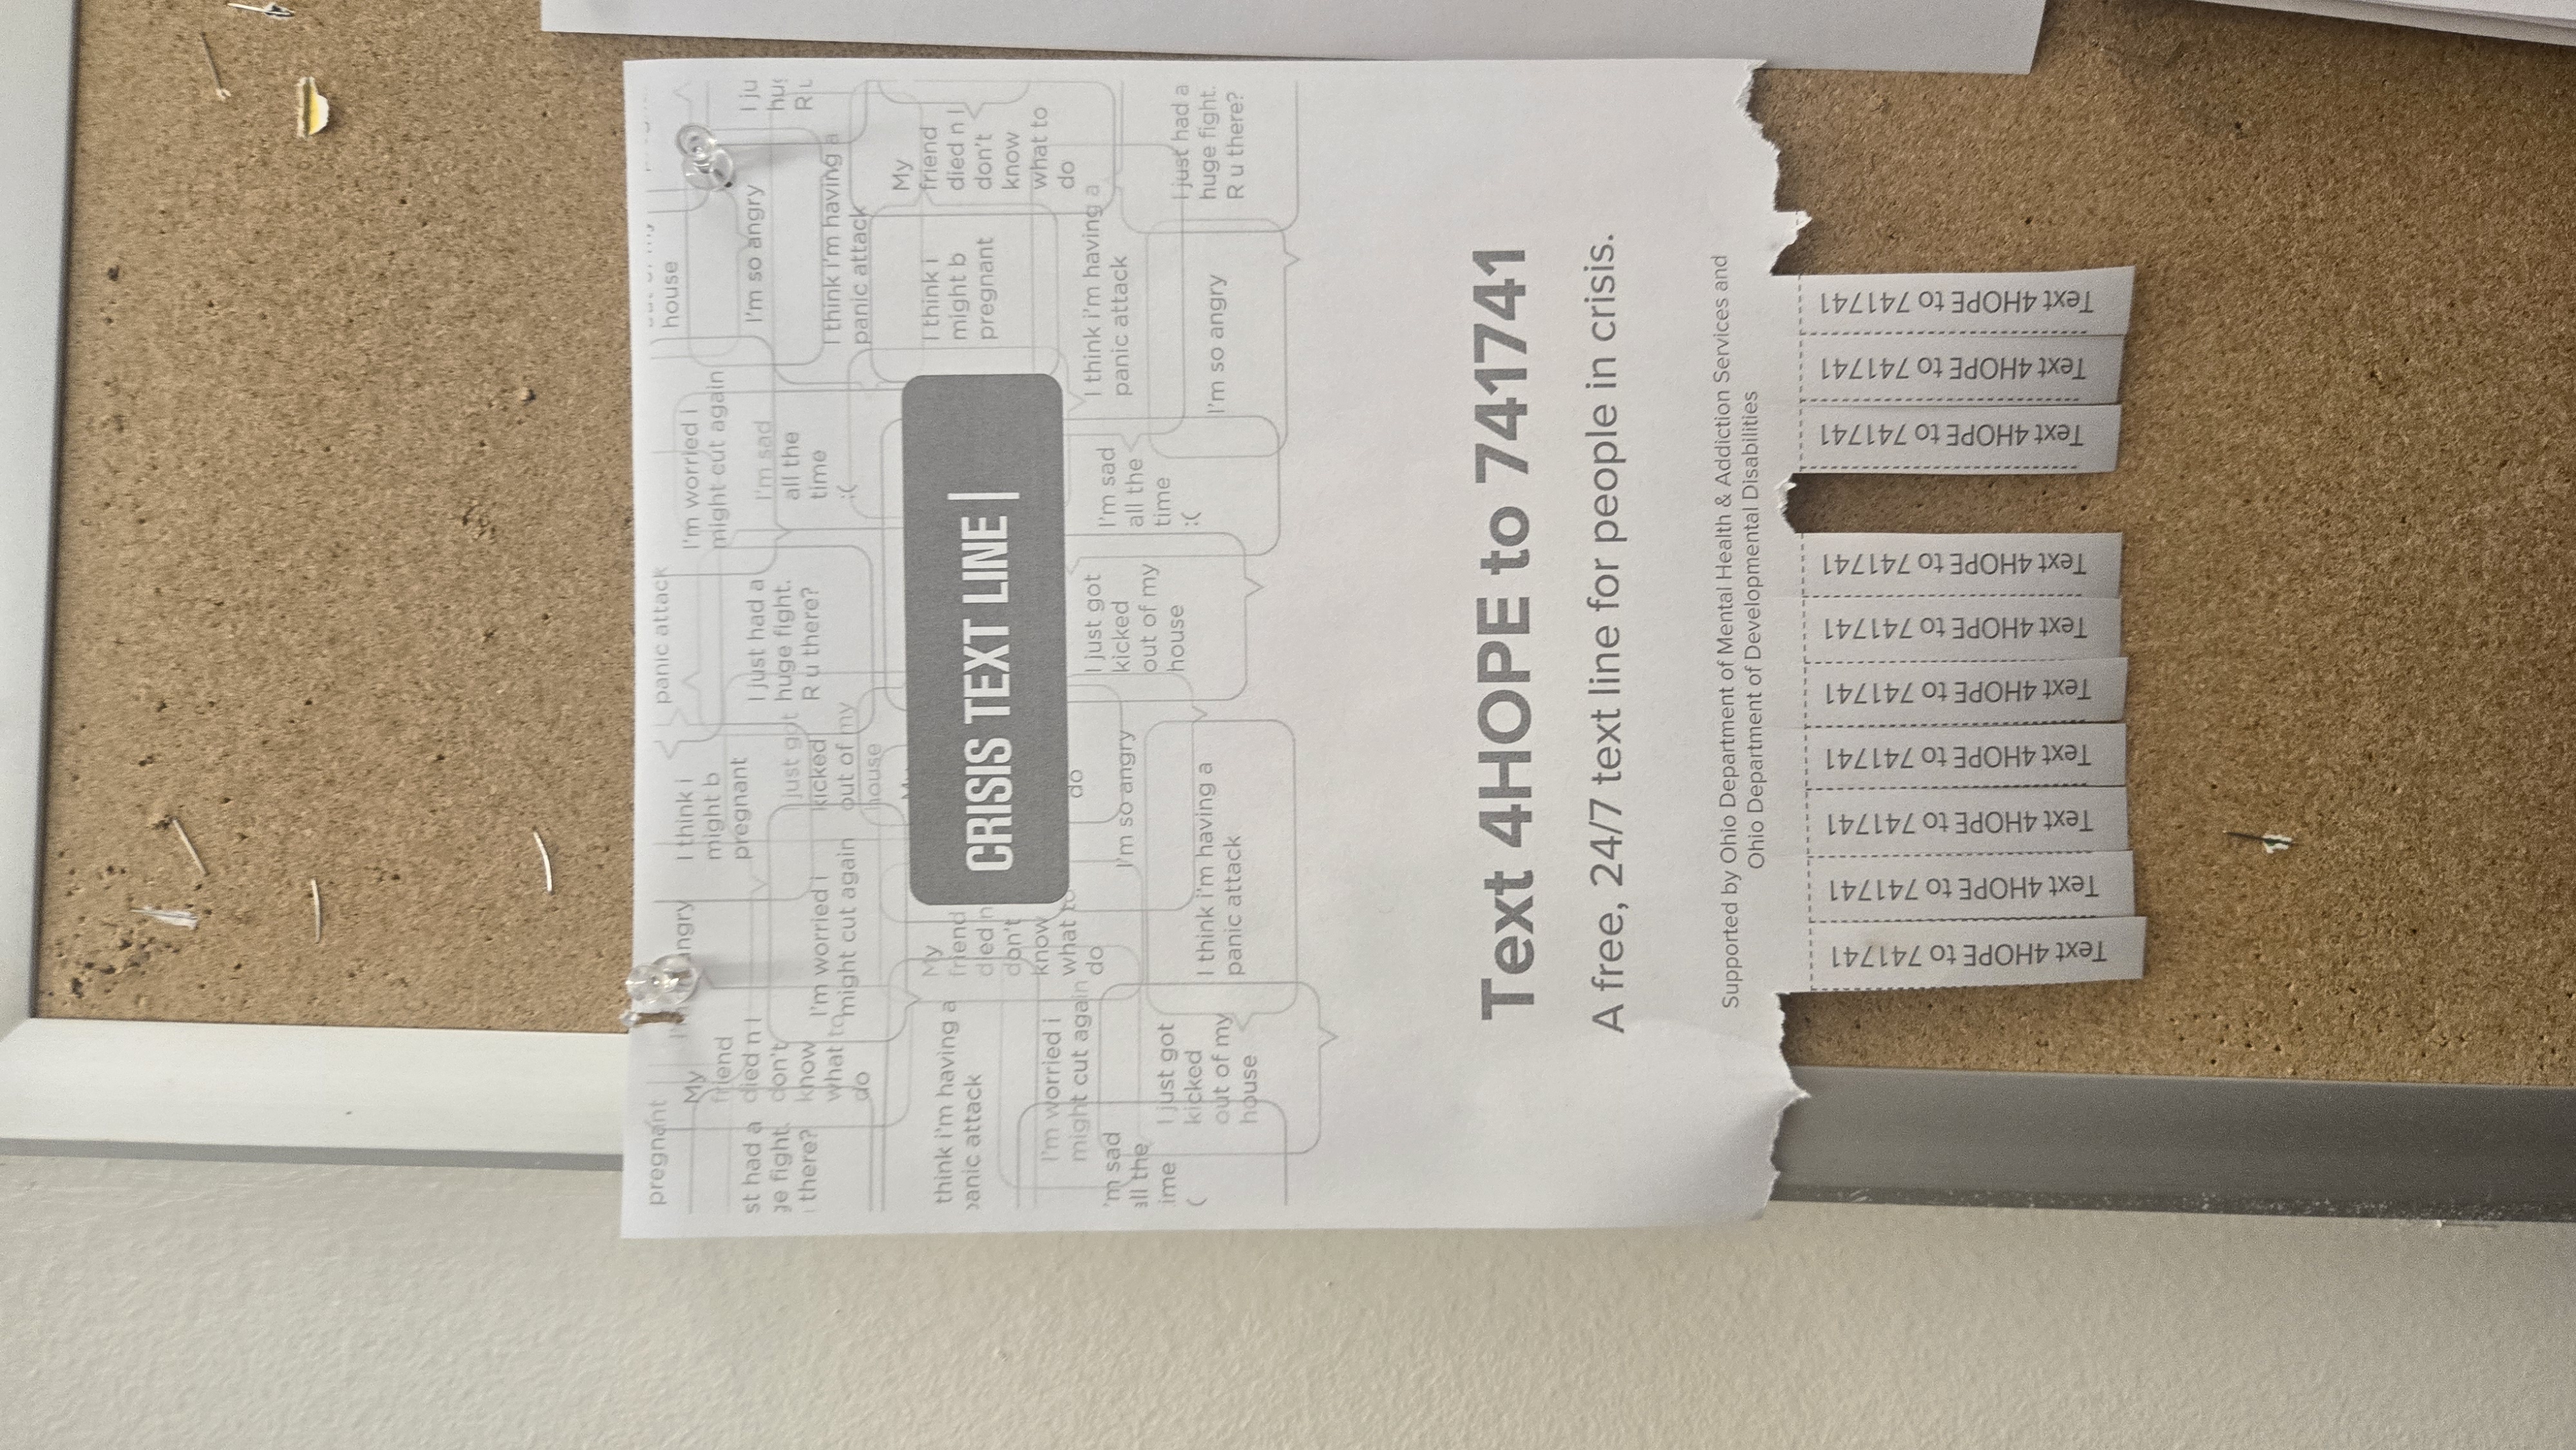 pregnant
My
friend
died n I
don't
know
what to
do
angry
I think i
might b
pregnant
panic attack
I'm worried i
might cut again
house
I'm so angry
st had a
ge fight.
there?
I'm worried i
might cut again
just got
kicked
out of my
house
I just had a
huge fight.
R u there?
I'm sad
all the
time
:(
I think i'm having a
panic attack
I ju
hug
R u
think i'm having a
panic attack
My
friend
died n
don't
know
what to
do
CRISIS TEXT LINE
I think i
might b
pregnant
My
friend
died n I
don't
know
what to
do
I'm worried i
might cut again
do
'm sad
all the
ime
(
I just got
kicked
out of my
house
I'm so angry
I think i'm having a
panic attack
I just got
kicked
out of my
house
I'm sad
all the
time
:(
I think i'm having a
panic attack
I'm so angry
I just had a
huge fight.
R u there?
Text 4HOPE to 741741
A free, 24/7 text line for people in crisis.
Supported by Ohio Department of Mental Health & Addiction Services and
Ohio Department of Developmental Disabilities
Text 4HOPE to 741741
Text 4HOPE to 741741
Text 4HOPE to 741741
Text 4HOPE to 741741
Text 4HOPE to 741741
Text 4HOPE to 741741
Text 4HOPE to 741741
Text 4HOPE to 741741
Text 4HOPE to 741741
Text 4HOPE to 741741